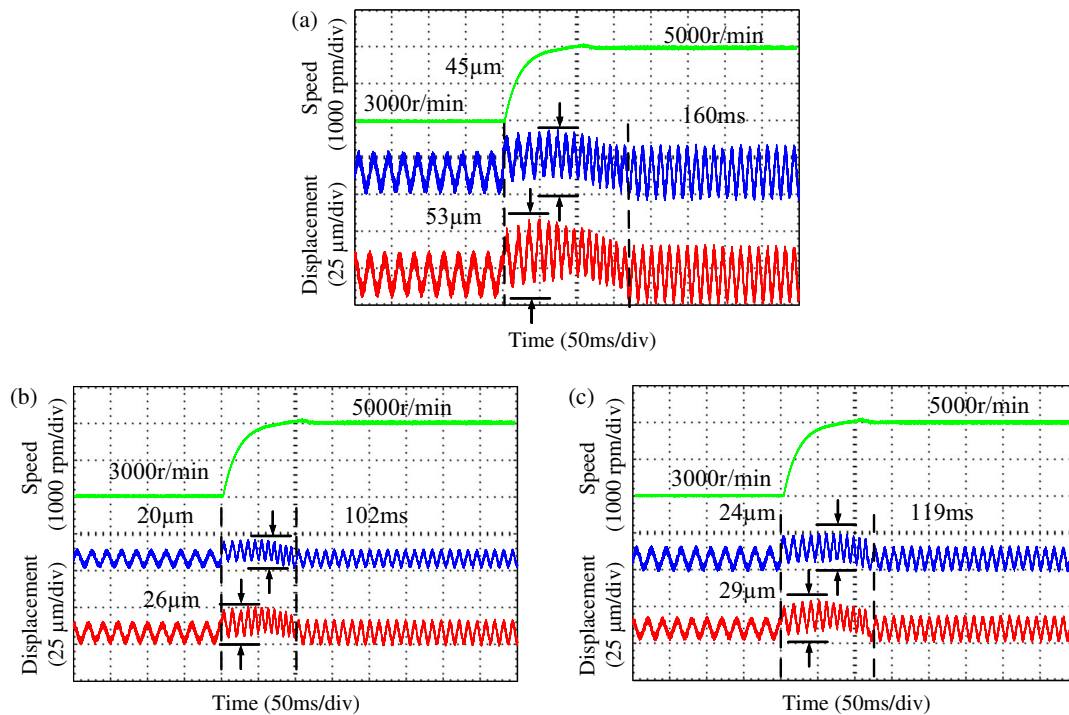 (a)
5000r/min
45μm
3000r/min
160ms
53μm
Speed
(1000 rpm/div)
Displacement
(25 μm/div)
Time (50ms/div)
(b)
5000r/min
3000r/min
20μm
102ms
26μm
Speed
(1000 rpm/div)
Displacement
(25 μm/div)
Time (50ms/div)
(c)
5000r/min
3000r/min
24μm
119ms
29μm
Speed
(1000 rpm/div)
Displacement
(25 μm/div)
Time (50ms/div)